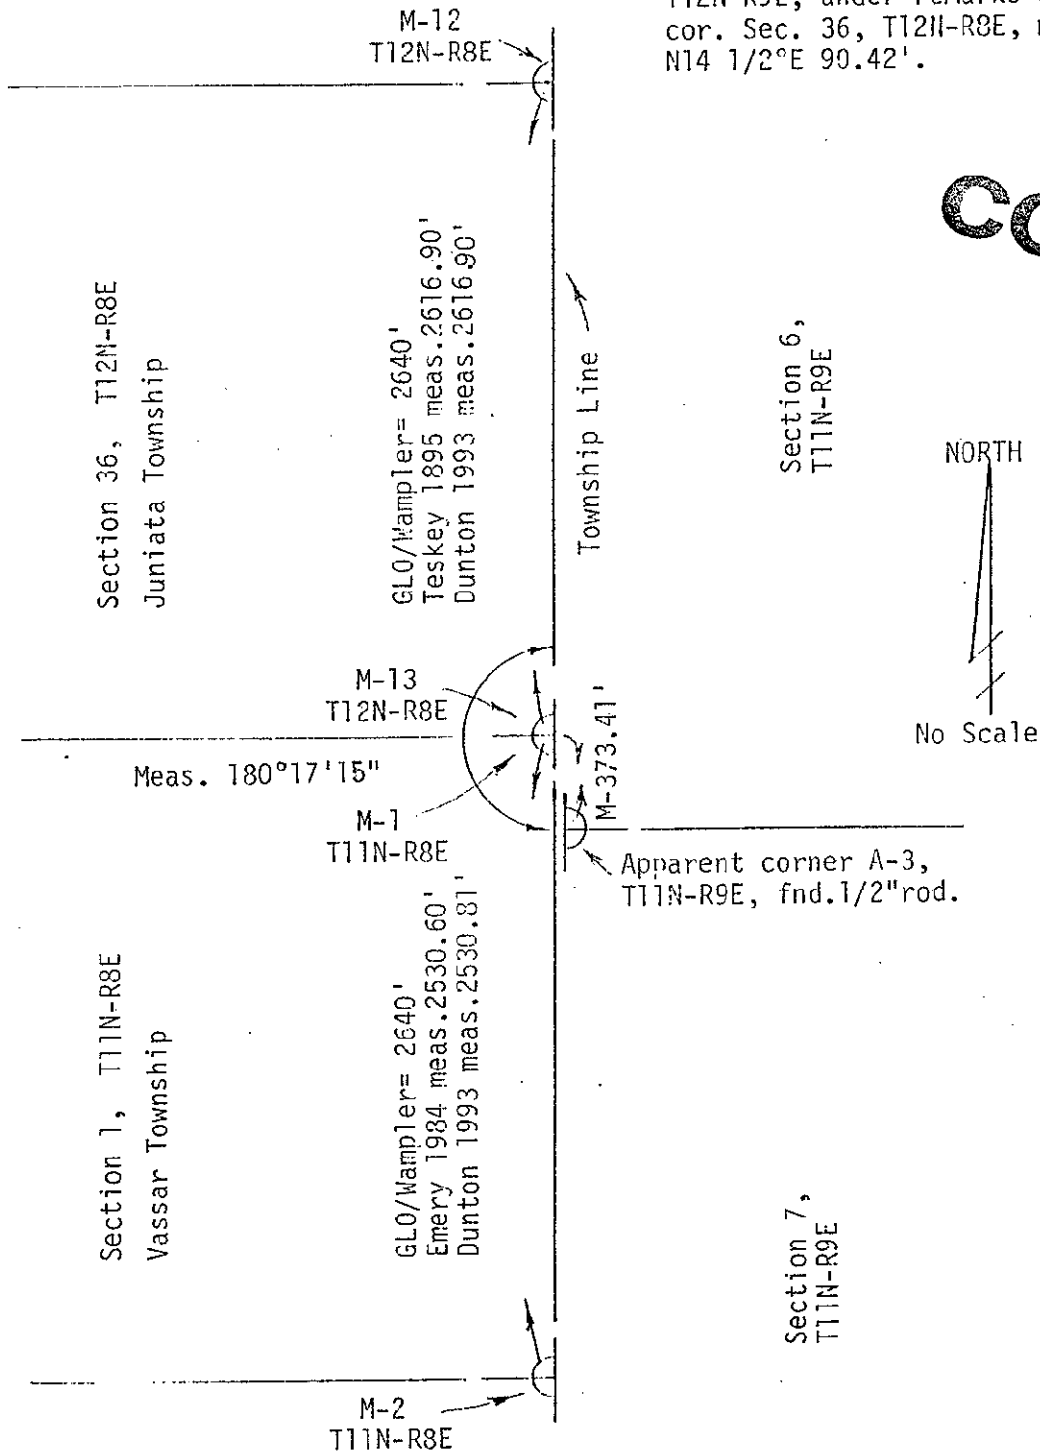 M-12
T12N-R8E
T12N-R9E, under remarks
cor. Sec. 36, T12N-R8E,
N14 1/2°E 90.42'.
Section 36, T12N-R8E
Juniata Township
GLO/Wampler= 2640'
Teskey 1895 meas.2616.90'
Dunton 1993 meas.2616.90'
Township Line
Section 6,
T11N-R9E
NORTH
No Scale
M-13
T12N-R8E
Meas. 180°17'15"
M-1
T11N-R8E
M-373.41'
Apparent corner A-3,
T11N-R9E, fnd.1/2"rod.
Section 1, T11N-R8E
Vassar Township
GLO/Wampler= 2640'
Emery 1984 meas.2530.60'
Dunton 1993 meas.2530.81'
Section 7,
T11N-R9E
M-2
T11N-R8E